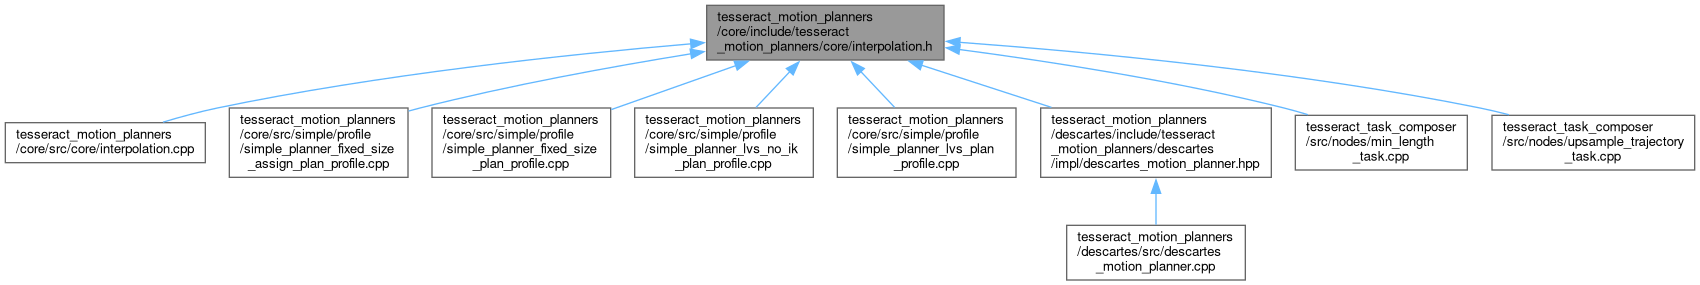 tesseract_motion_planners
/core/include/tesseract
_motion_planners/core/interpolation.h
tesseract_motion_planners
/core/src/core/interpolation.cpp
tesseract_motion_planners
/core/src/simple/profile
/simple_planner_fixed_size
_assign_plan_profile.cpp
tesseract_motion_planners
/core/src/simple/profile
/simple_planner_fixed_size
_plan_profile.cpp
tesseract_motion_planners
/core/src/simple/profile
/simple_planner_lvs_no_ik
_plan_profile.cpp
tesseract_motion_planners
/core/src/simple/profile
/simple_planner_lvs_plan
_profile.cpp
tesseract_motion_planners
/descartes/include/tesseract
_motion_planners/descartes
/impl/descartes_motion_planner.hpp
tesseract_task_composer
/src/nodes/min_length
_task.cpp
tesseract_task_composer
/src/nodes/upsample_trajectory
_task.cpp
tesseract_motion_planners
/descartes/src/descartes
_motion_planner.cpp